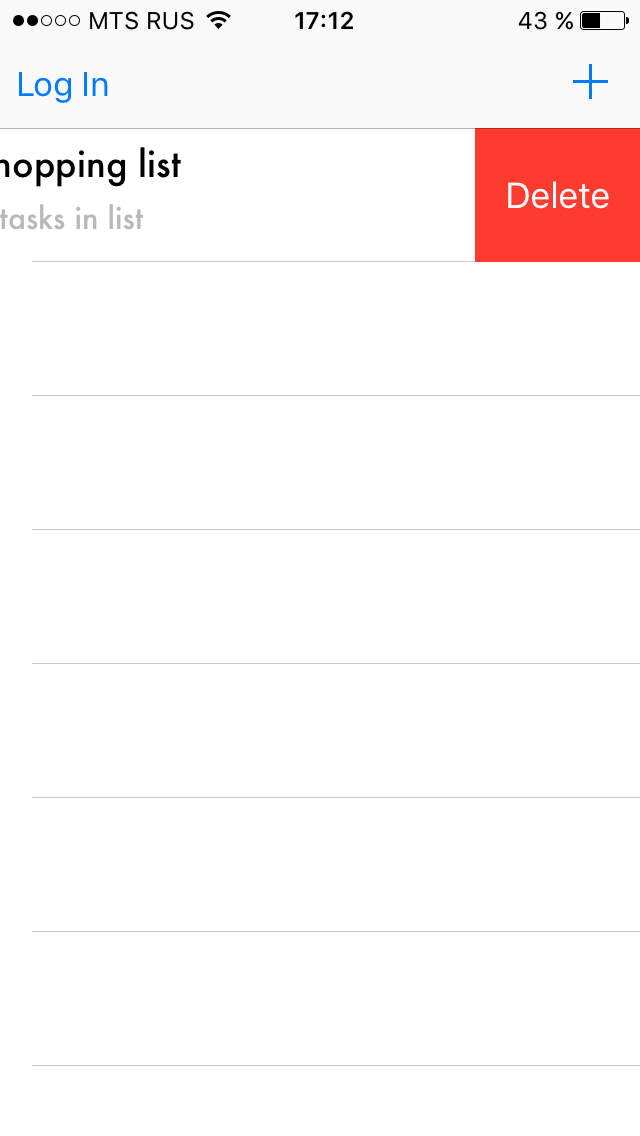 MTS RUS 17:12 43 %
Log In +
hopping list
tasks in list
Delete